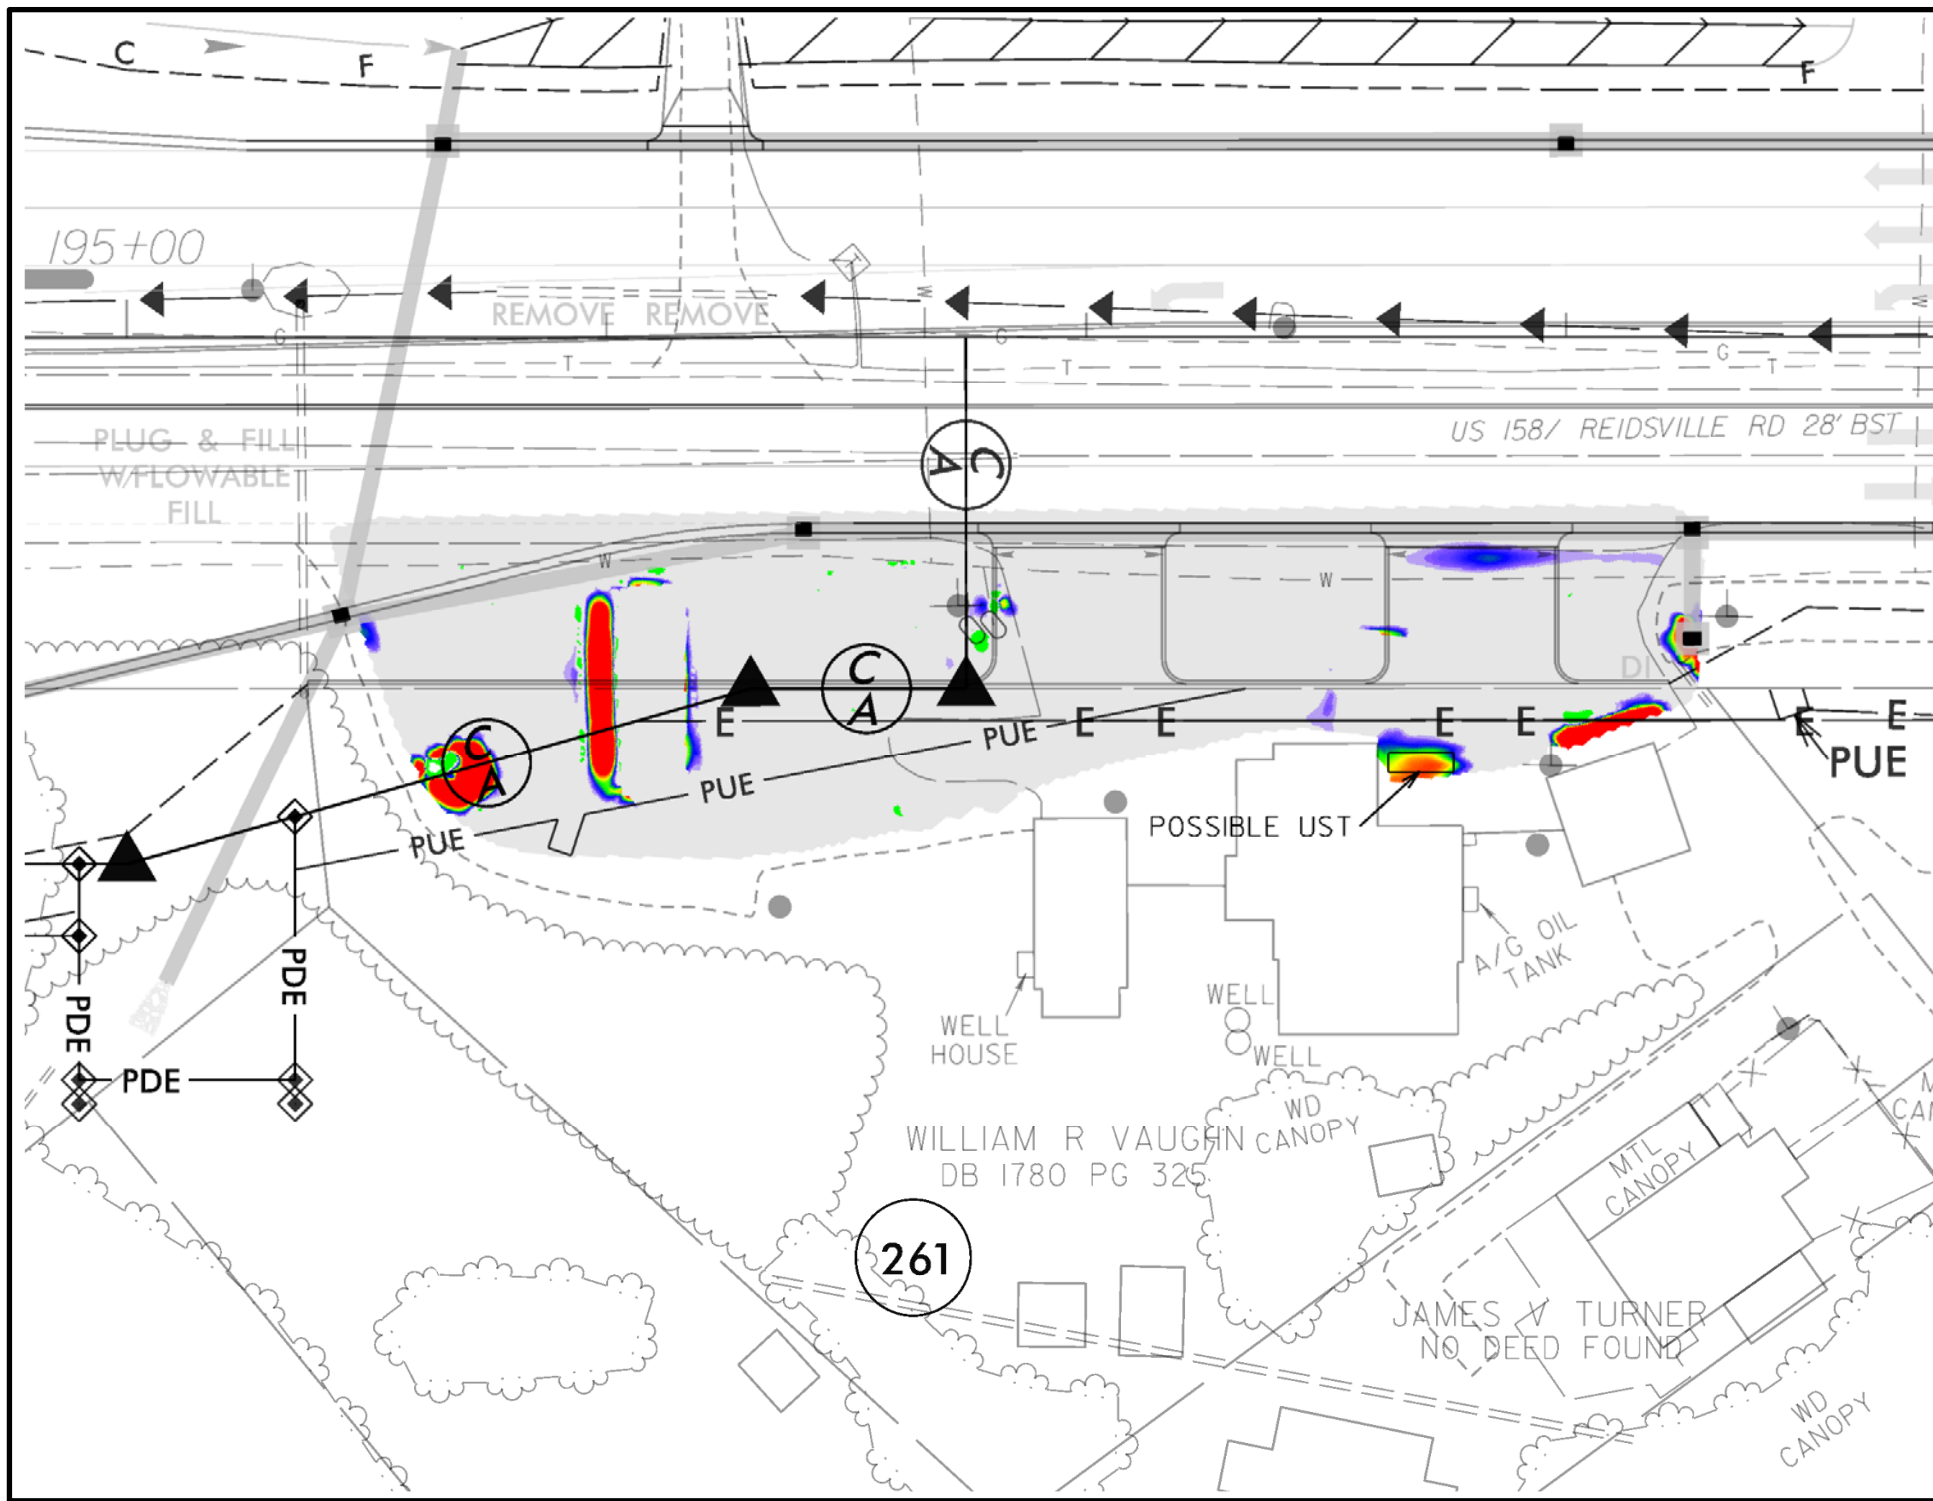 C
F
F
195+00
REMOVE REMOVE
W
W
G
G
G
T
T
T
PLUG & FILL
W/FLOWABLE
FILL
C
A
US 158/ REIDSVILLE RD 28' BST
W
W
C
A
DI
E
E
E
E
E
E
E
PUE
PUE
PUE
PUE
C
A
POSSIBLE UST
A/G OIL
TANK
PDE
PDE
PDE
WELL
HOUSE
WELL
WELL
WD
CANOPY
WILLIAM R VAUGHN
DB 1780 PG 325
MTL
CANOPY
M
CAN
261
JAMES V TURNER
NO DEED FOUND
WD
CANOPY